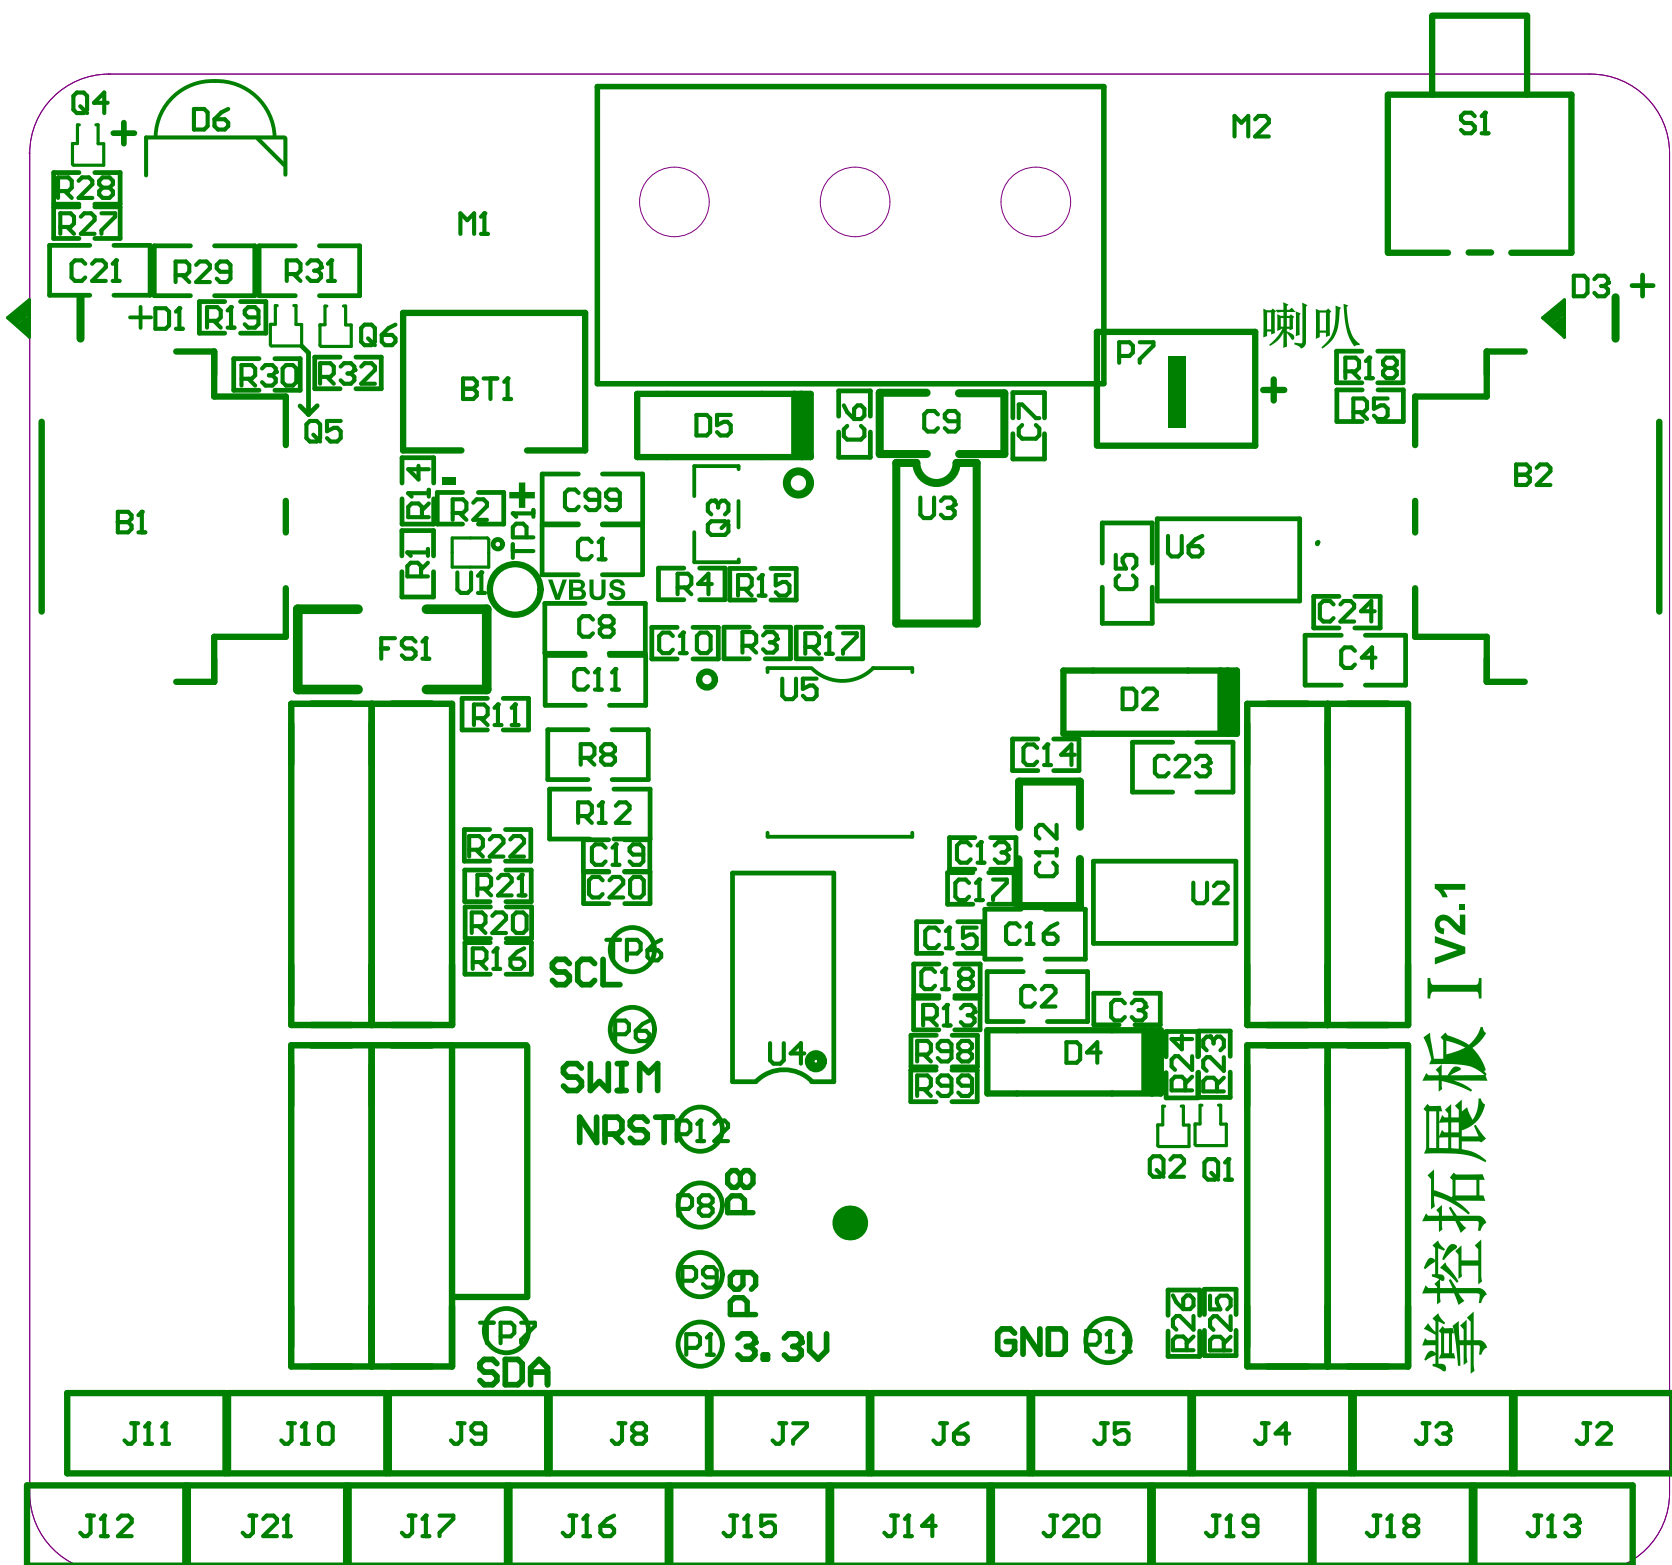 Q4
D6
M2
S1
R28
R27
M1
C21
R29
R31
D3
D1
R19
Q6
喇叭
P7
R30
R32
R18
BT1
R5
Q5
D5
C6
C9
C7
B1
R14
R2
TP1
C99
Q3
U3
B2
R1
U1
C1
U6
C5
VBUS
R4
R15
C24
FS1
C8
C10
R3
R17
C4
C11
U5
D2
R11
R8
C14
C23
R12
R22
C19
C13
C12
R21
C20
C17
U2
R20
C15
C16
R16
TP6
SCL
C18
C2
R13
C3
P6
U4
R98
D4
R24
R23
SWIM
R99
NRST
P12
Q2
Q1
P8
P8
P9
P9
掌控拓展板 I V2.1
TP7
P1
3.3V
GND
P11
R26
R25
SDA
J11 J10 J9 J8 J7 J6 J5 J4 J3 J2
J12 J21 J17 J16 J15 J14 J20 J19 J18 J13